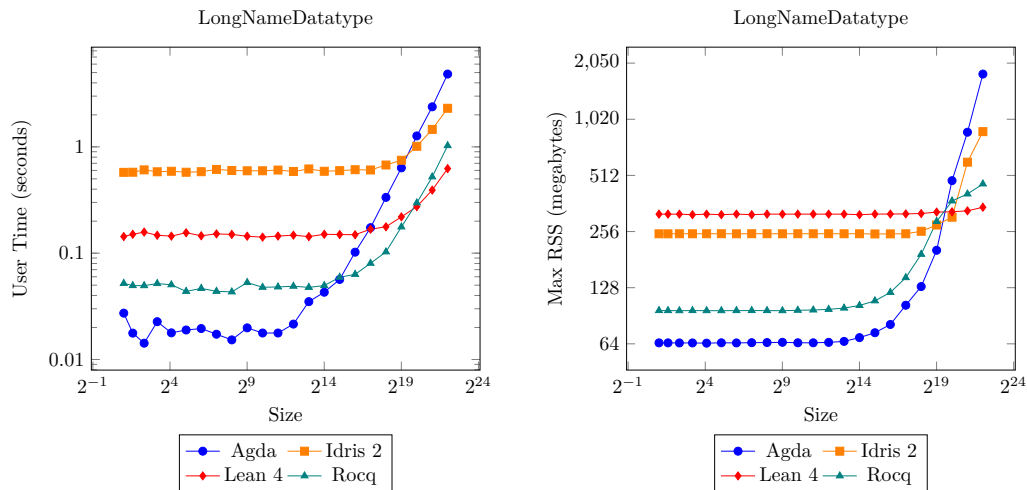 LongNameDatatype
User Time (seconds)
1
0.1
0.01
2^-1 2^4 2^9 2^14 2^19 2^24
Size
Agda Idris 2
Lean 4 Rocq
LongNameDatatype
Max RSS (megabytes)
2,050
1,020
512
256
128
64
2^-1 2^4 2^9 2^14 2^19 2^24
Size
Agda Idris 2
Lean 4 Rocq